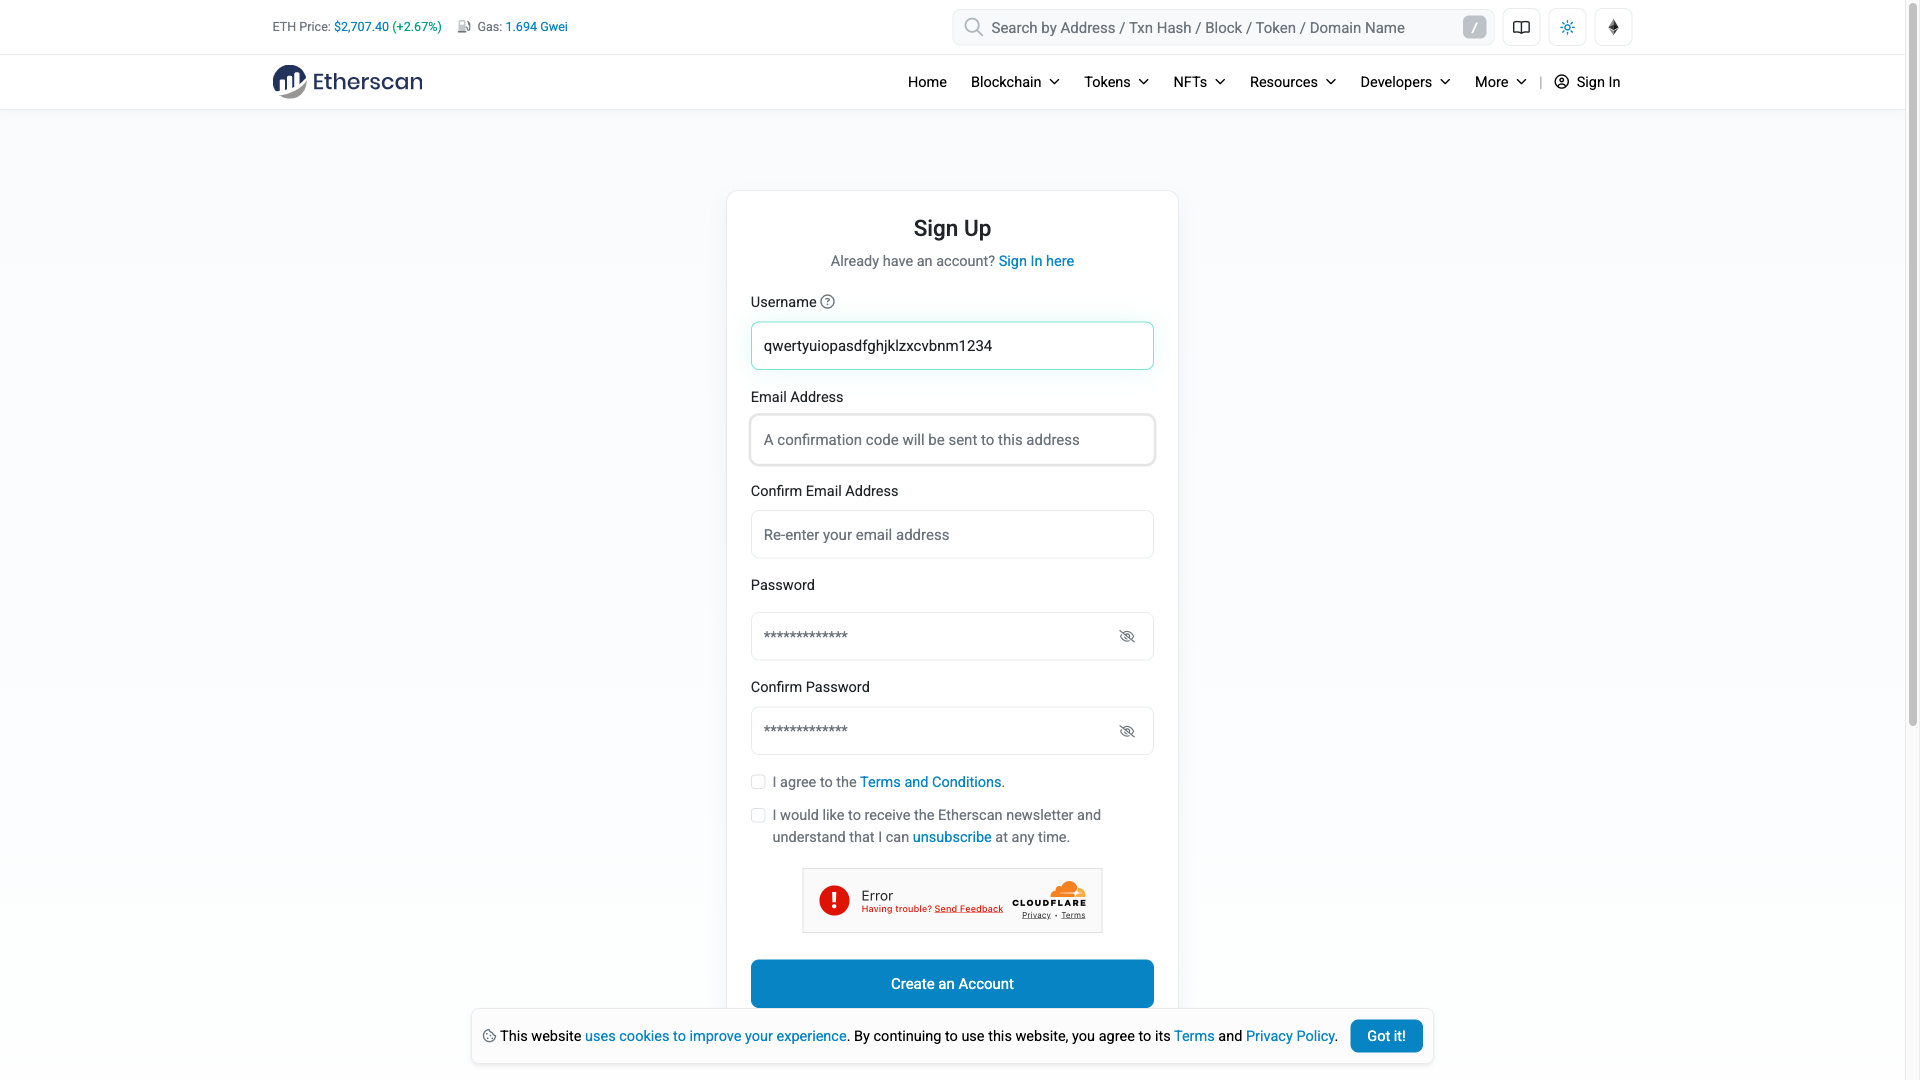 ETH Price: $2,707.40 (+2.67%) Gas: 1.694 Gwei
Search by Address / Txn Hash / Block / Token / Domain Name /
Etherscan
Home Blockchain Tokens NFTs Resources Developers More | Sign In
Sign Up
Already have an account? Sign In here
Username
qwertyuiopasdfghjklzxcvbnm1234
Email Address
A confirmation code will be sent to this address
Confirm Email Address
Re-enter your email address
Password
*************
Confirm Password
*************
I agree to the Terms and Conditions.
I would like to receive the Etherscan newsletter and
understand that I can unsubscribe at any time.
Error
Having trouble? Send Feedback
CLOUDFLARE
Privacy • Terms
Create an Account
This website uses cookies to improve your experience. By continuing to use this website, you agree to its Terms and Privacy Policy. Got it!